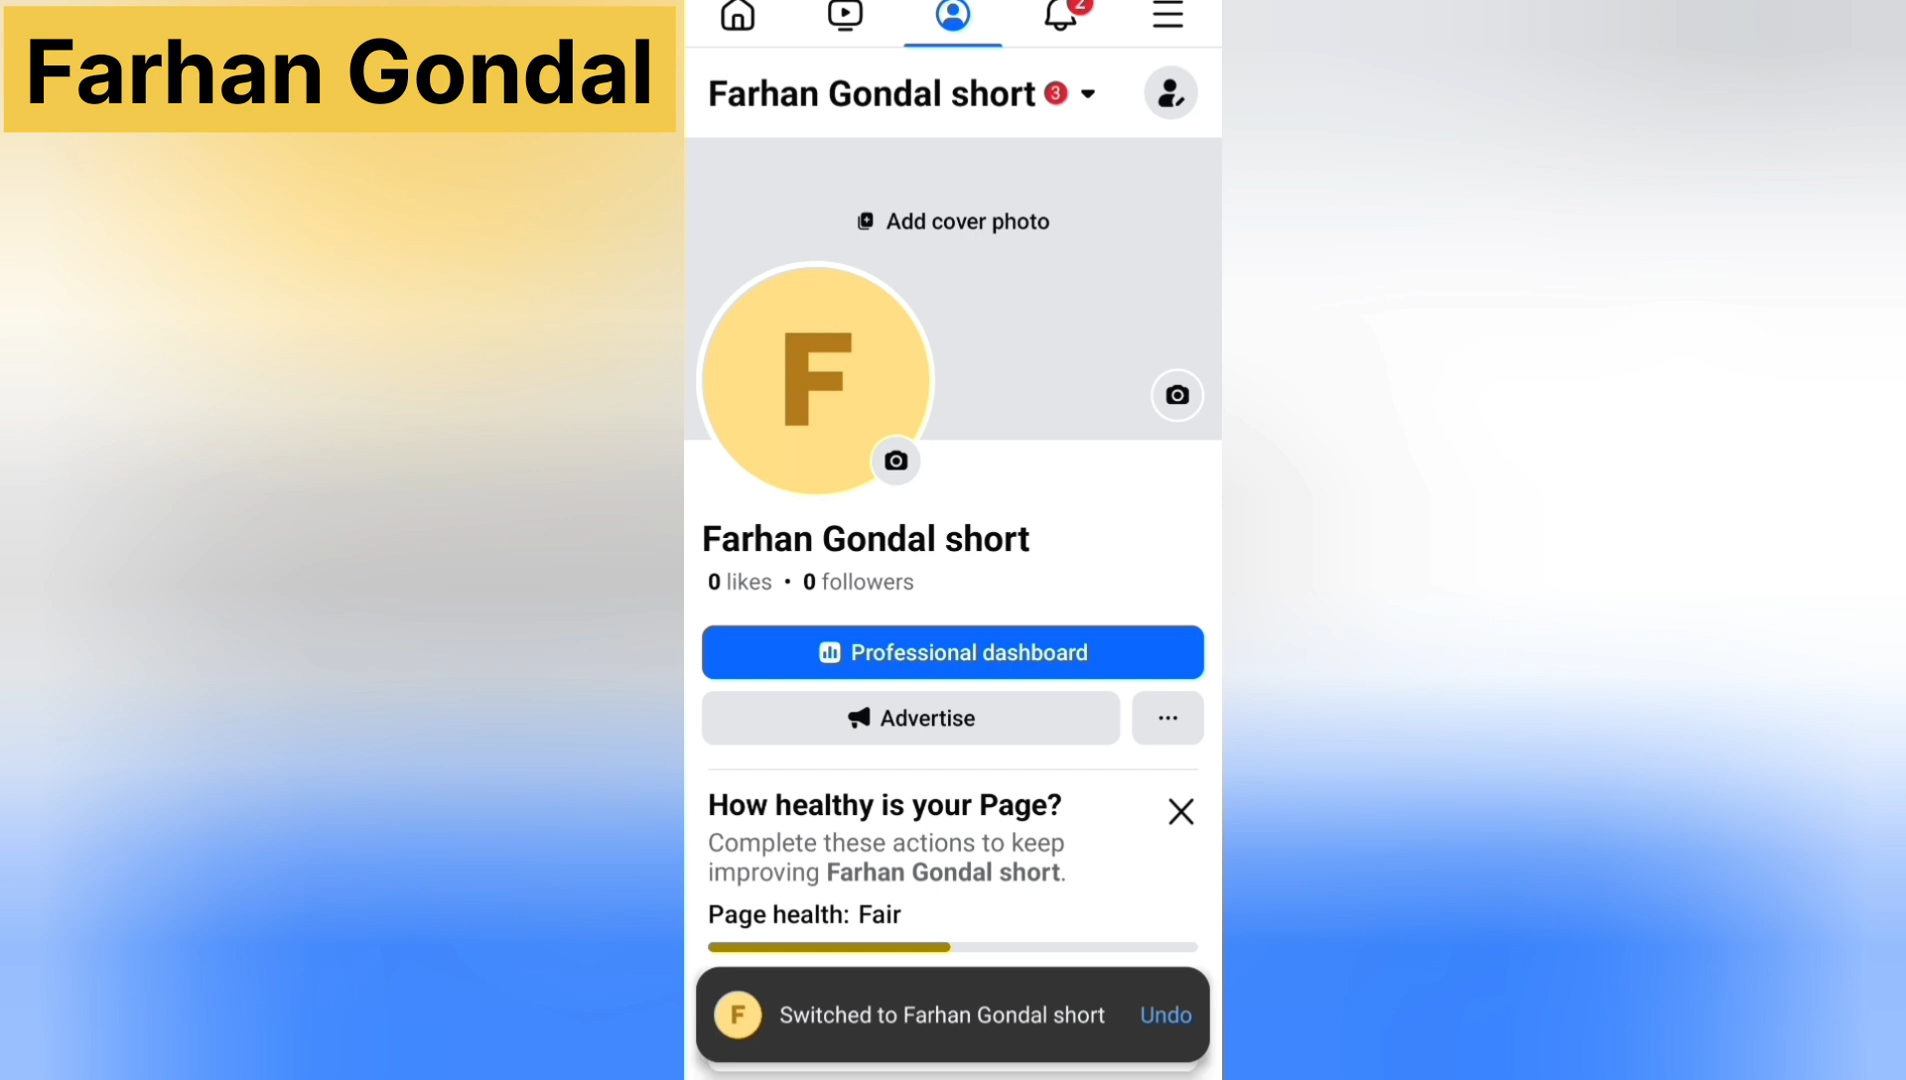 Farhan Gondal
2
Farhan Gondal short 3
Add cover photo
F
Farhan Gondal short
0 likes • 0 followers
Professional dashboard
Advertise
...
How healthy is your Page?
Complete these actions to keep
improving Farhan Gondal short.
Page health: Fair
F Switched to Farhan Gondal short Undo